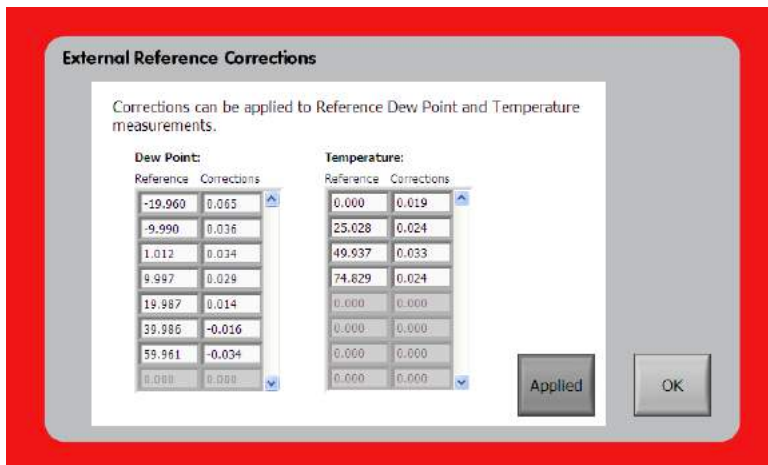 External Reference Corrections
Corrections can be applied to Reference Dew Point and Temperature
measurements.
Dew Point: Temperature:
Reference Corrections Reference Corrections
-19.960 0.065 0.000 0.019
-9.990 0.036 25.028 0.024
1.012 0.034 49.937 0.033
9.997 0.029 74.829 0.024
19.987 0.014 0.000 0.000
39.986 -0.016 0.000 0.000
59.961 -0.034 0.000 0.000
0.000 0.000 0.000 0.000
Applied OK